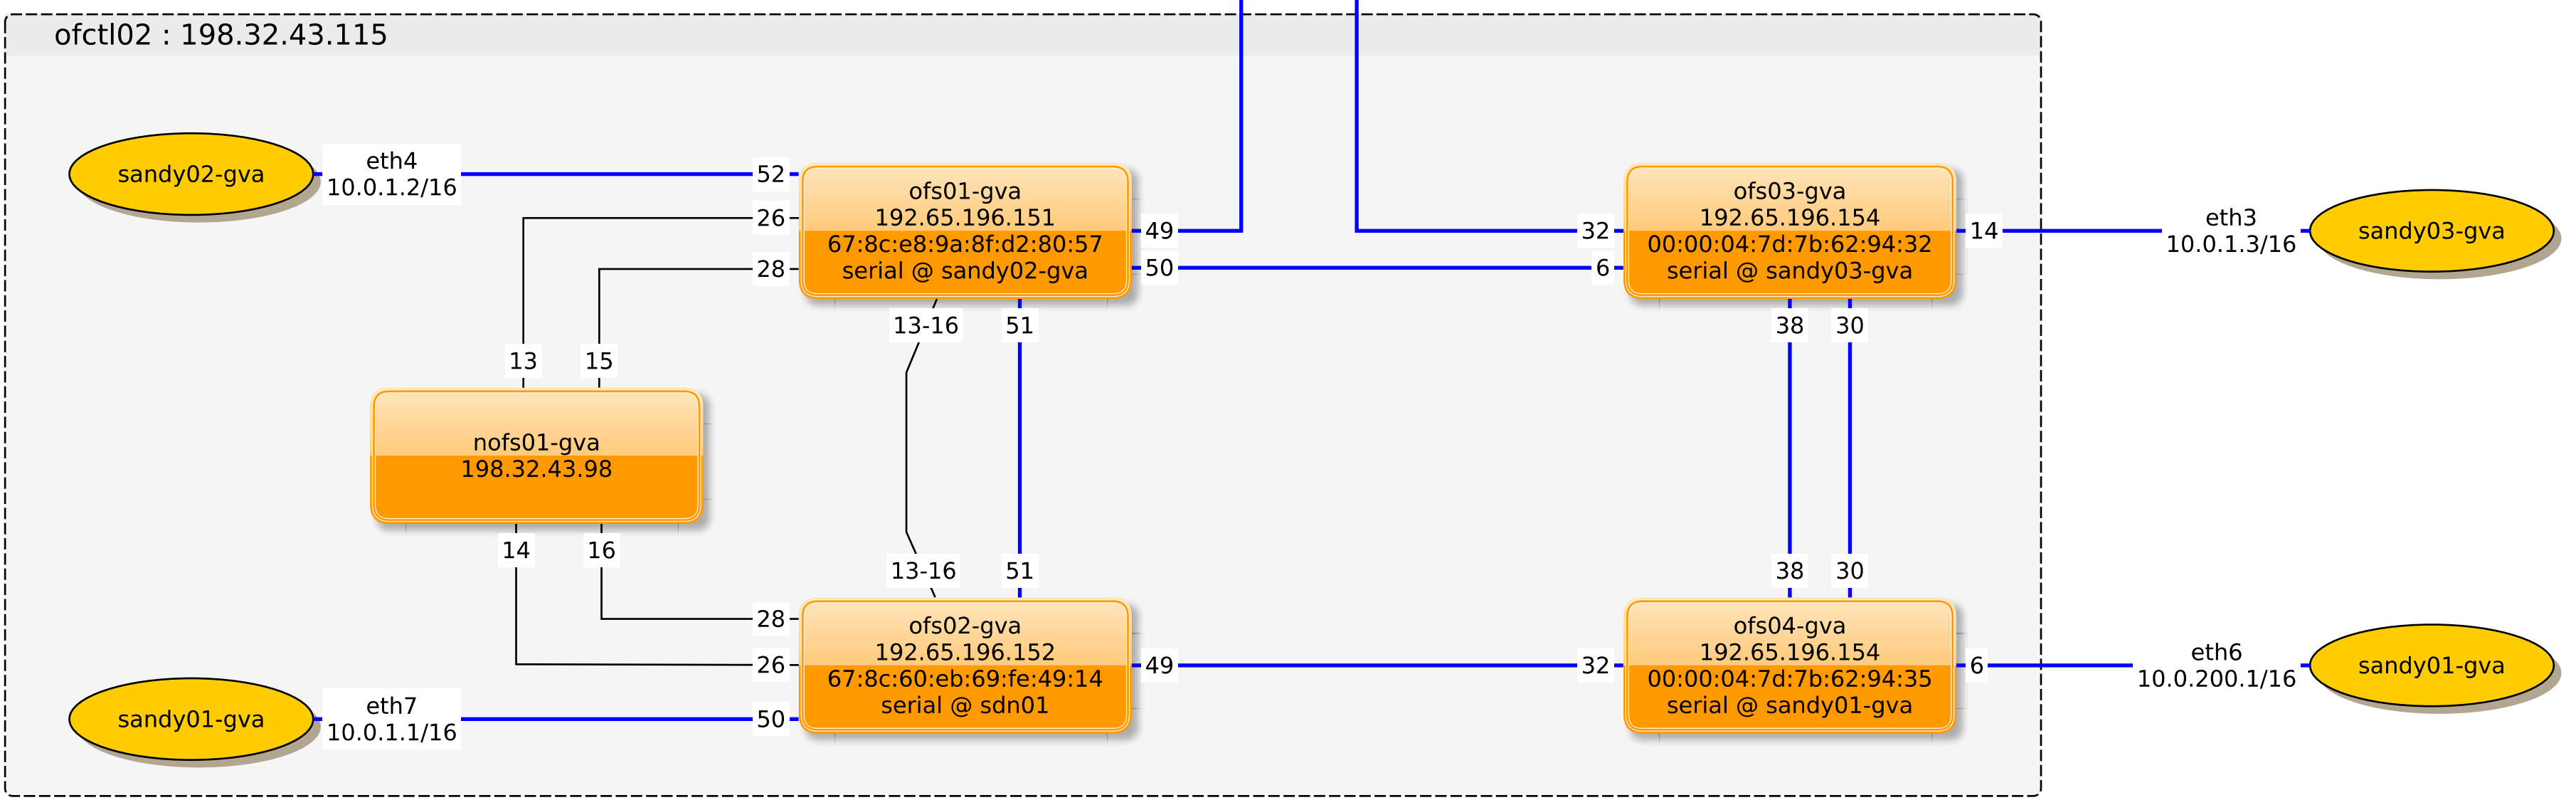 ofctl02 : 198.32.43.115
eth4
10.0.1.2/16
sandy02-gva
52
26
28
ofs01-gva
192.65.196.151
67:8c:e8:9a:8f:d2:80:57
serial @ sandy02-gva
49
50
32
6
ofs03-gva
192.65.196.154
00:00:04:7d:7b:62:94:32
serial @ sandy03-gva
14
eth3
10.0.1.3/16
sandy03-gva
13-16
51
38
30
13
15
nofs01-gva
198.32.43.98
14
16
13-16
51
38
30
28
26
50
ofs02-gva
192.65.196.152
67:8c:60:eb:69:fe:49:14
serial @ sdn01
49
32
ofs04-gva
192.65.196.154
00:00:04:7d:7b:62:94:35
serial @ sandy01-gva
6
eth6
10.0.200.1/16
sandy01-gva
sandy01-gva
eth7
10.0.1.1/16